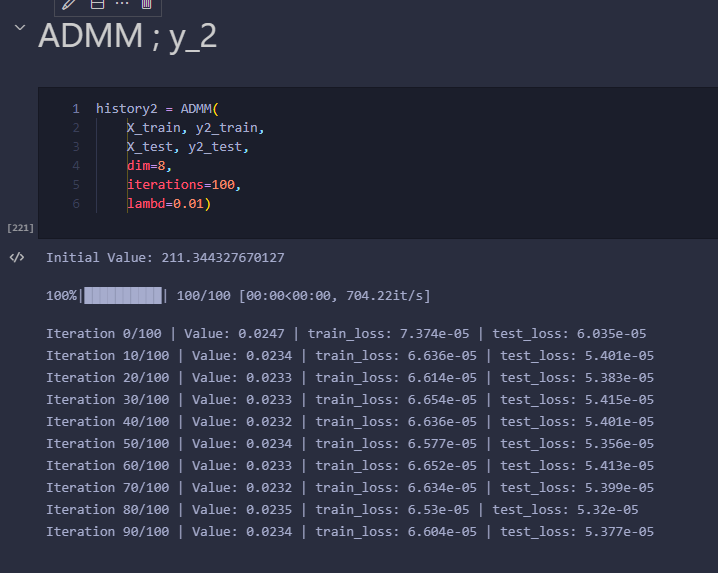 ADMM ; y_2
1 history2 = ADMM(
2 X_train, y2_train,
3 X_test, y2_test,
4 dim=8,
5 iterations=100,
6 lambd=0.01)
[221]
</> Initial Value: 211.344327670127
100%|██████████| 100/100 [00:00<00:00, 704.22it/s]
Iteration 0/100 | Value: 0.0247 | train_loss: 7.374e-05 | test_loss: 6.035e-05
Iteration 10/100 | Value: 0.0234 | train_loss: 6.636e-05 | test_loss: 5.401e-05
Iteration 20/100 | Value: 0.0233 | train_loss: 6.614e-05 | test_loss: 5.383e-05
Iteration 30/100 | Value: 0.0233 | train_loss: 6.654e-05 | test_loss: 5.415e-05
Iteration 40/100 | Value: 0.0232 | train_loss: 6.636e-05 | test_loss: 5.401e-05
Iteration 50/100 | Value: 0.0234 | train_loss: 6.577e-05 | test_loss: 5.356e-05
Iteration 60/100 | Value: 0.0233 | train_loss: 6.652e-05 | test_loss: 5.413e-05
Iteration 70/100 | Value: 0.0232 | train_loss: 6.634e-05 | test_loss: 5.399e-05
Iteration 80/100 | Value: 0.0235 | train_loss: 6.53e-05 | test_loss: 5.32e-05
Iteration 90/100 | Value: 0.0234 | train_loss: 6.604e-05 | test_loss: 5.377e-05